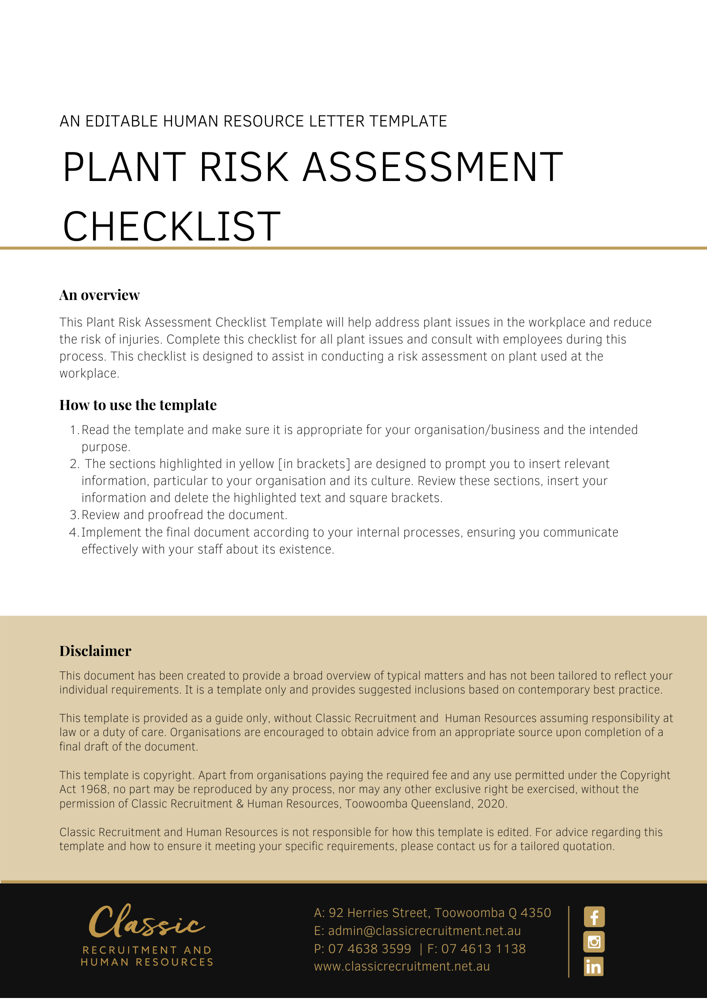 AN EDITABLE HUMAN RESOURCE LETTER TEMPLATE
PLANT RISK ASSESSMENT
CHECKLIST
An overview
This Plant Risk Assessment Checklist Template will help address plant issues in the workplace and reduce
the risk of injuries. Complete this checklist for all plant issues and consult with employees during this
process. This checklist is designed to assist in conducting a risk assessment on plant used at the
workplace.
How to use the template
1. Read the template and make sure it is appropriate for your organisation/business and the intended
purpose.
2. The sections highlighted in yellow [in brackets] are designed to prompt you to insert relevant
information, particular to your organisation and its culture. Review these sections, insert your
information and delete the highlighted text and square brackets.
3. Review and proofread the document.
4. Implement the final document according to your internal processes, ensuring you communicate
effectively with your staff about its existence.
Disclaimer
This document has been created to provide a broad overview of typical matters and has not been tailored to reflect your
individual requirements. It is a template only and provides suggested inclusions based on contemporary best practice.
This template is provided as a guide only, without Classic Recruitment and Human Resources assuming responsibility at
law or a duty of care. Organisations are encouraged to obtain advice from an appropriate source upon completion of a
final draft of the document.
This template is copyright. Apart from organisations paying the required fee and any use permitted under the Copyright
Act 1968, no part may be reproduced by any process, nor may any other exclusive right be exercised, without the
permission of Classic Recruitment & Human Resources, Toowoomba Queensland, 2020.
Classic Recruitment and Human Resources is not responsible for how this template is edited. For advice regarding this
template and how to ensure it meeting your specific requirements, please contact us for a tailored quotation.
Classic
RECRUITMENT AND
HUMAN RESOURCES
A: 92 Herries Street, Toowoomba Q 4350
E: admin@classicrecruitment.net.au
P: 07 4638 3599 | F: 07 4613 1138
www.classicrecruitment.net.au
f
in